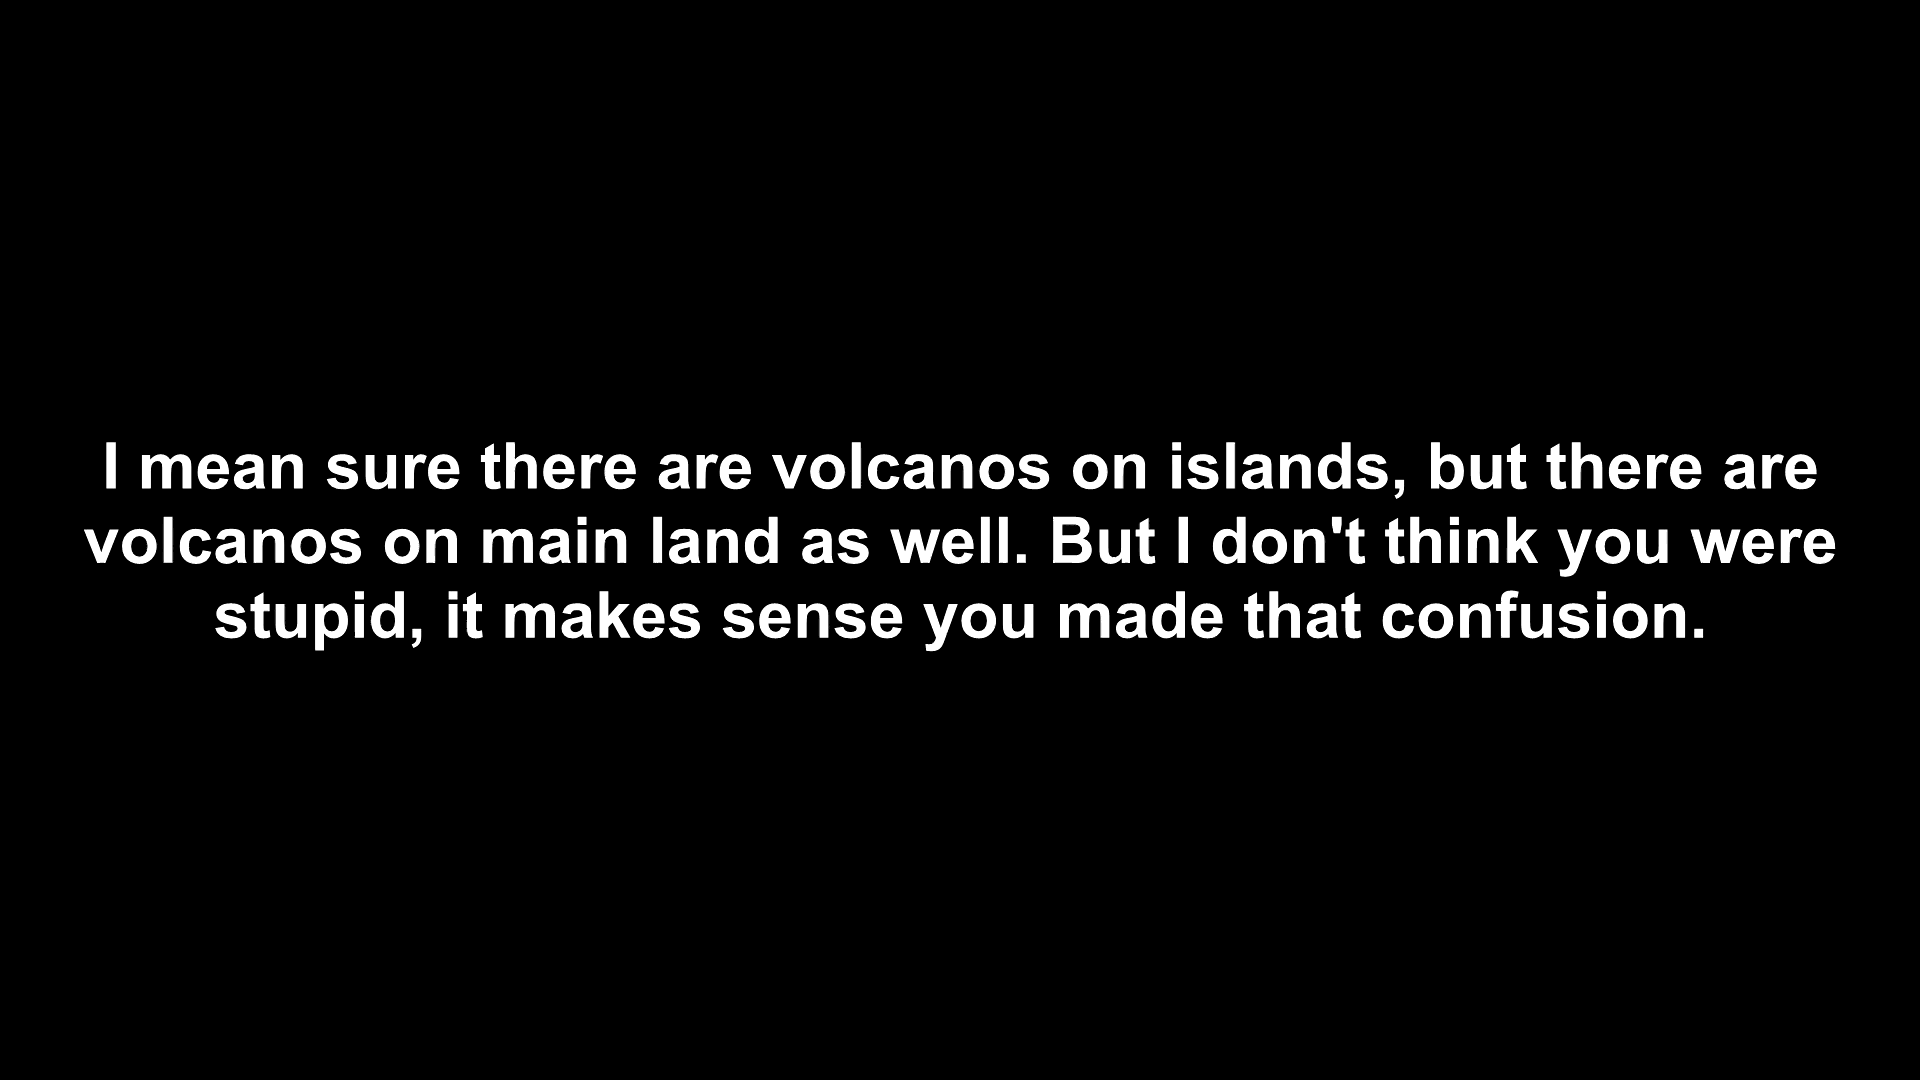 I mean sure there are volcanos on islands, but there are
volcanos on main land as well. But I don't think you were
stupid, it makes sense you made that confusion.